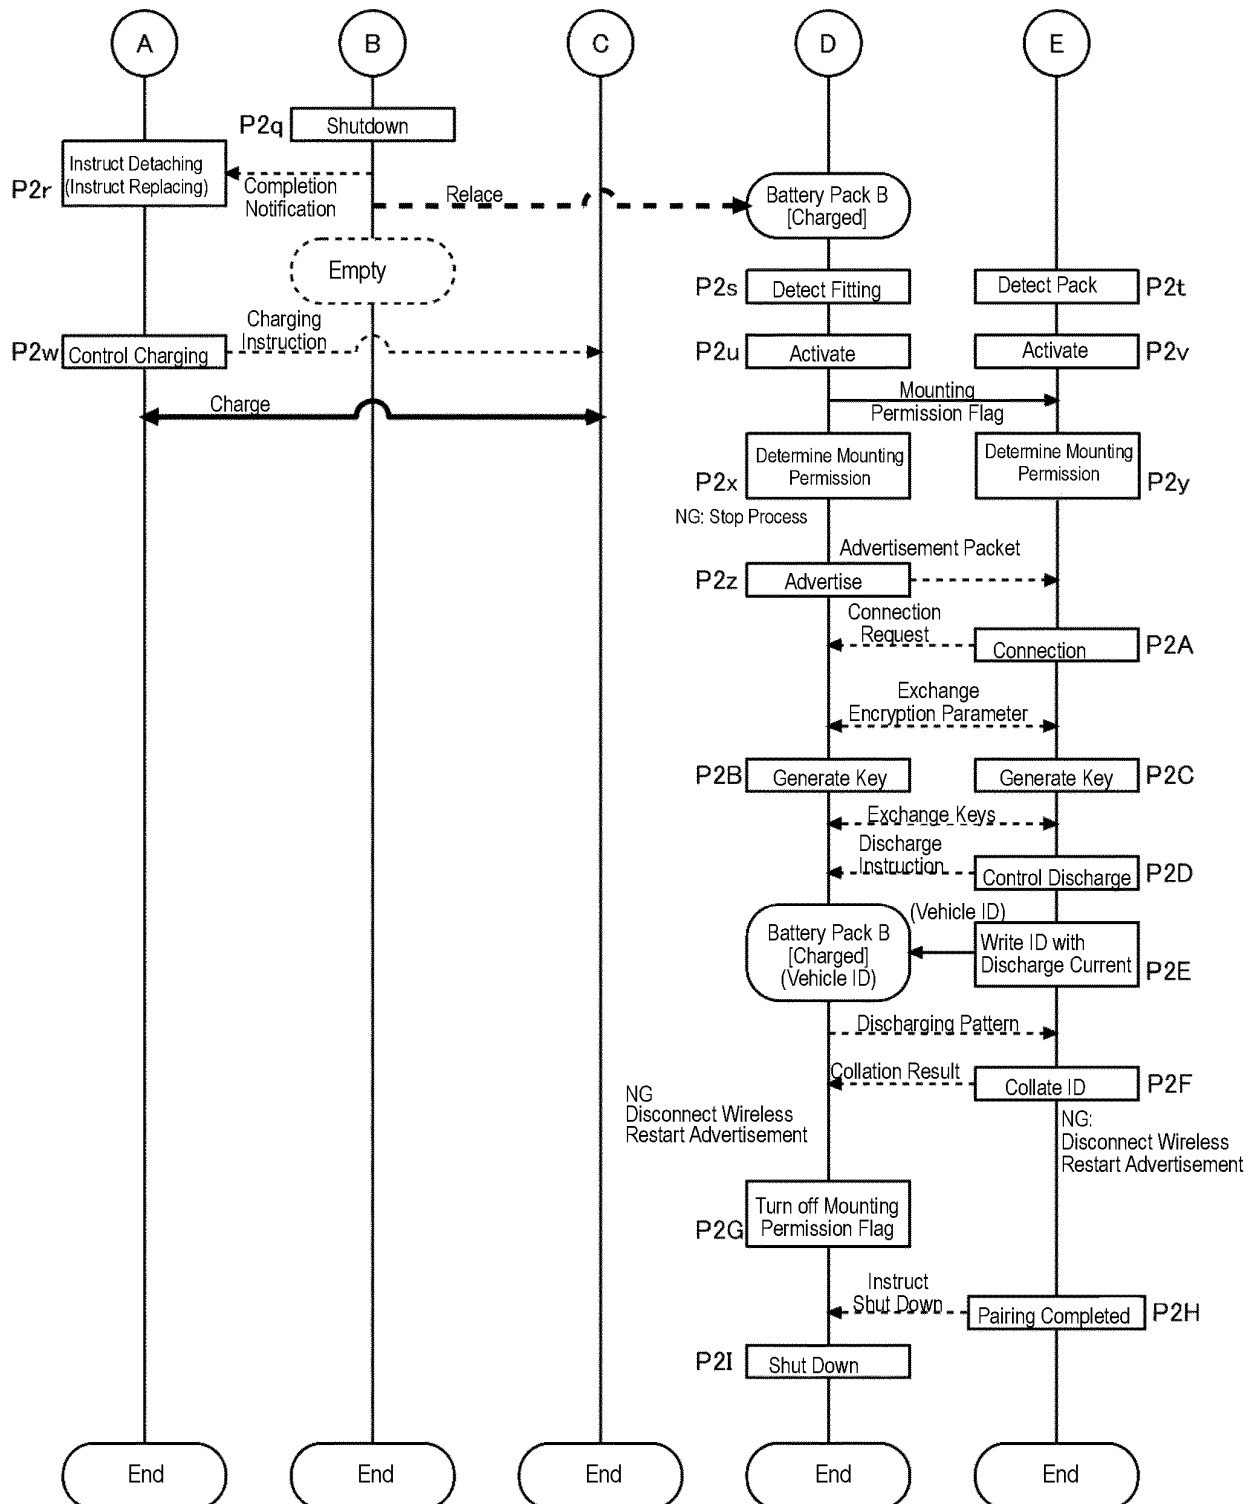 A
B
C
D
E
P2q
Shutdown
P2r
Instruct Detaching
(Instruct Replacing)
Completion
Notification
Relace
Battery Pack B
[Charged]
Empty
P2s
Detect Fitting
Detect Pack
P2t
P2w
Control Charging
Charging
Instruction
P2u
Activate
Activate
P2v
Charge
Mounting
Permission Flag
P2x
Determine Mounting
Permission
Determine Mounting
Permission
P2y
NG: Stop Process
Advertisement Packet
P2z
Advertise
Connection
Request
Connection
P2A
Exchange
Encryption Parameter
P2B
Generate Key
Generate Key
P2C
Exchange Keys
Discharge
Instruction
Control Discharge
P2D
(Vehicle ID)
Battery Pack B
[Charged]
(Vehicle ID)
Write ID with
Discharge Current
P2E
Discharging Pattern
Collation Result
Collate ID
P2F
NG
Disconnect Wireless
Restart Advertisement
NG:
Disconnect Wireless
Restart Advertisement
P2G
Turn off Mounting
Permission Flag
Instruct
Shut Down
Pairing Completed
P2H
P2I
Shut Down
End
End
End
End
End